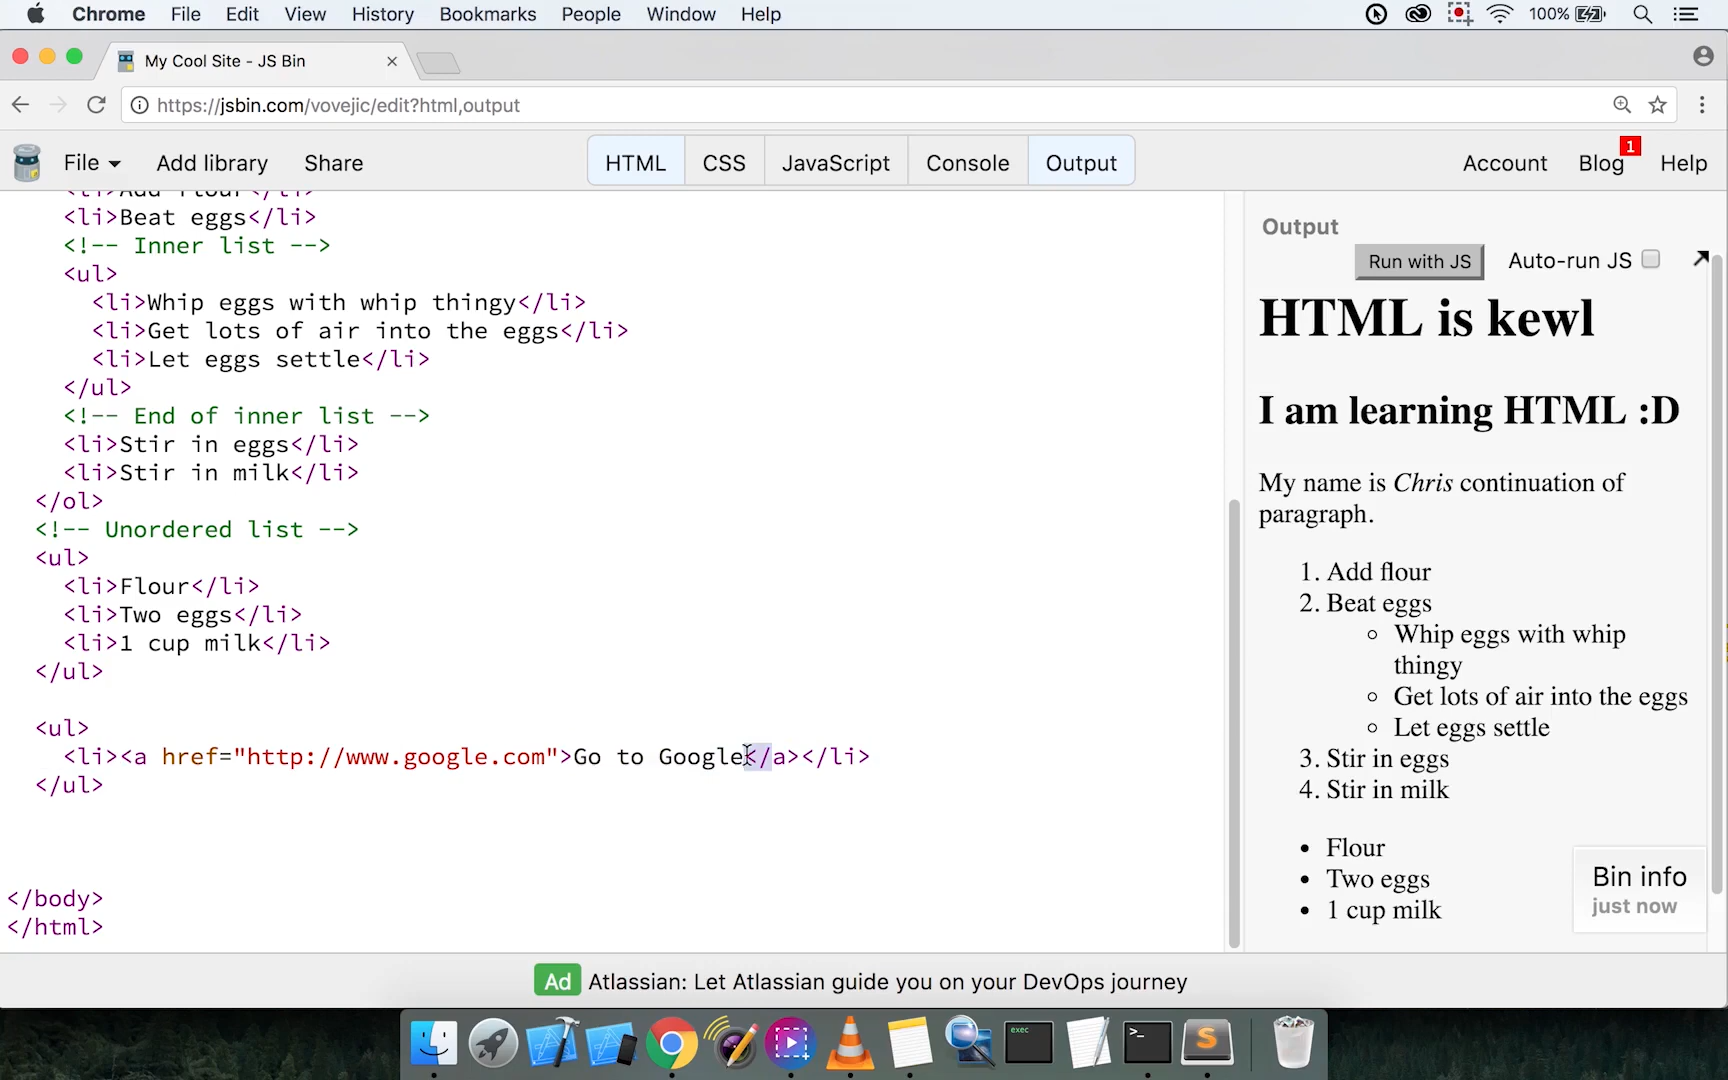 Chrome File Edit View History Bookmarks People Window Help 100%
My Cool Site - JS Bin
https://jsbin.com/vovejic/edit?html,output
File Add library Share HTML CSS JavaScript Console Output Account Blog 1 Help
<li>Add flour</li>
<li>Beat eggs</li>
<!-- Inner list -->
<ul>
<li>Whip eggs with whip thingy</li>
<li>Get lots of air into the eggs</li>
<li>Let eggs settle</li>
</ul>
<!-- End of inner list -->
<li>Stir in eggs</li>
<li>Stir in milk</li>
</ol>
<!-- Unordered list -->
<ul>
<li>Flour</li>
<li>Two eggs</li>
<li>1 cup milk</li>
</ul>
<ul>
<li><a href="http://www.google.com">Go to Google</a></li>
</ul>
</body>
</html>
Output
Run with JS Auto-run JS
HTML is kewl
I am learning HTML :D
My name is Chris continuation of
paragraph.
1. Add flour
2. Beat eggs
Whip eggs with whip
thingy
Get lots of air into the eggs
Let eggs settle
3. Stir in eggs
4. Stir in milk
Flour
Two eggs
1 cup milk
Bin info
just now
Ad Atlassian: Let Atlassian guide you on your DevOps journey
exec